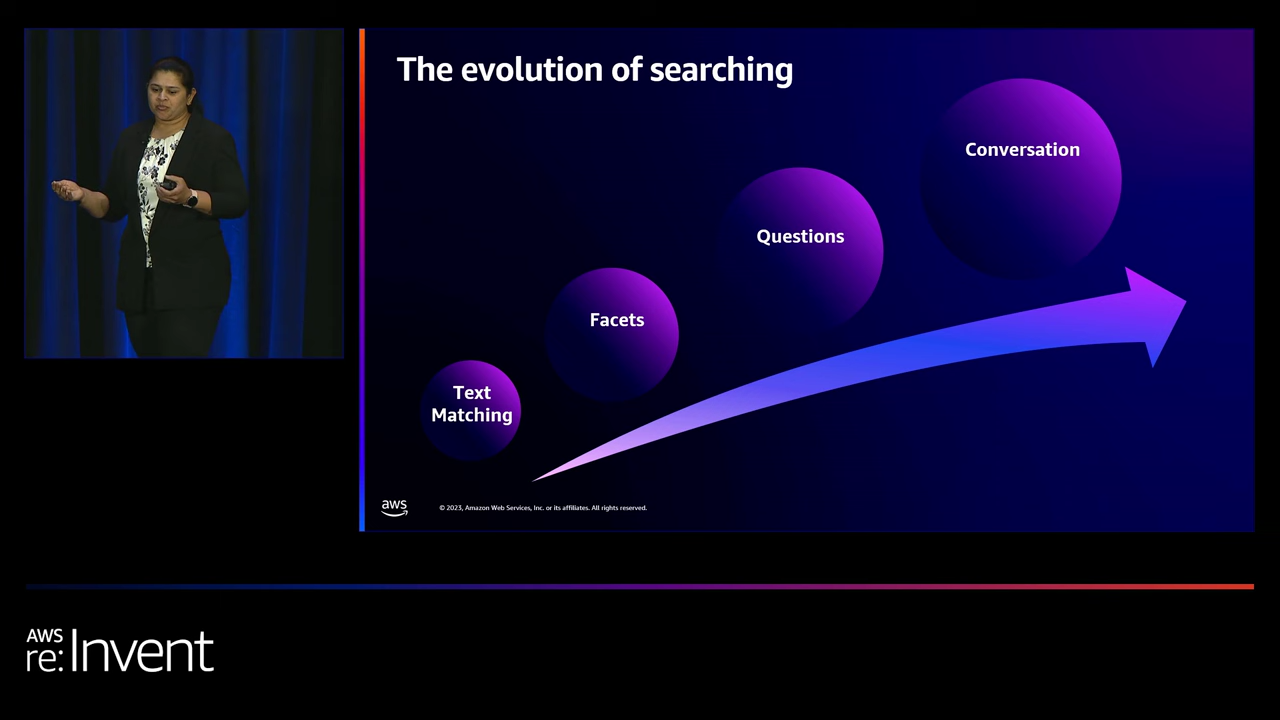 The evolution of searching
Conversation
Questions
Facets
Text
Matching
aws
© 2023, Amazon Web Services, Inc. or its affiliates. All rights reserved.
AWS
re:Invent